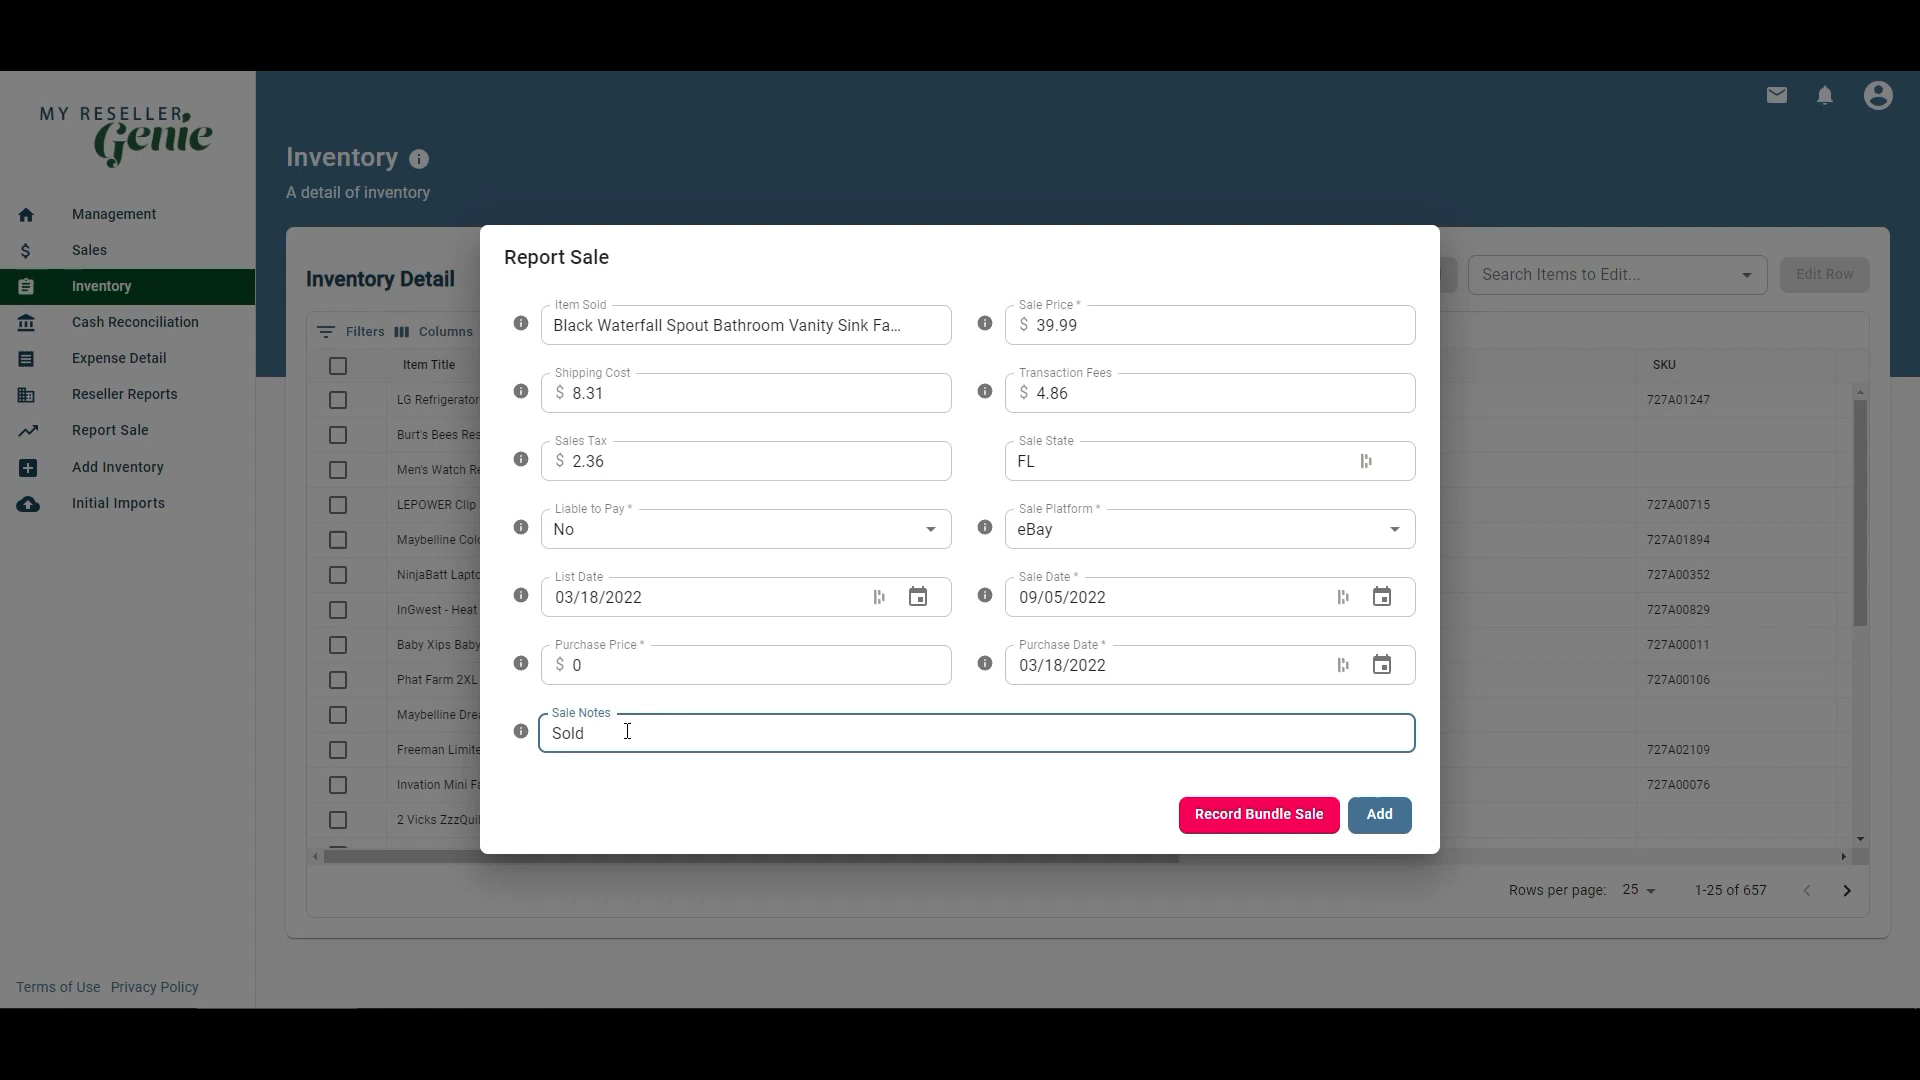 MY RESELLER
Genie
Management
Sales
Inventory
Cash Reconciliation
Expense Detail
Reseller Reports
Report Sale
Add Inventory
Initial Imports
Terms of Use Privacy Policy
Inventory
A detail of inventory
Inventory Detail
Search Items to Edit...
Edit Row
Filters Columns
Item Title
SKU
LG Refrigerator
727A01247
Burt's Bees Res
Men's Watch Re
LEPOWER Clip
727A00715
Maybelline Colo
727A01894
NinjaBatt Lapto
727A00352
InGwest - Heat
727A00829
Baby Xips Baby
727A00011
Phat Farm 2XL
727A00106
Maybelline Drea
Freeman Limite
727A02109
Invation Mini Fa
727A00076
2 Vicks ZzzQuil
Rows per page: 25 1-25 of 657
Report Sale
Item Sold
Black Waterfall Spout Bathroom Vanity Sink Fa...
Sale Price *
$ 39.99
Shipping Cost
$ 8.31
Transaction Fees
$ 4.86
Sales Tax
$ 2.36
Sale State
FL
Liable to Pay *
No
Sale Platform *
eBay
List Date
03/18/2022
Sale Date *
09/05/2022
Purchase Price *
$ 0
Purchase Date *
03/18/2022
Sale Notes
Sold
Record Bundle Sale
Add